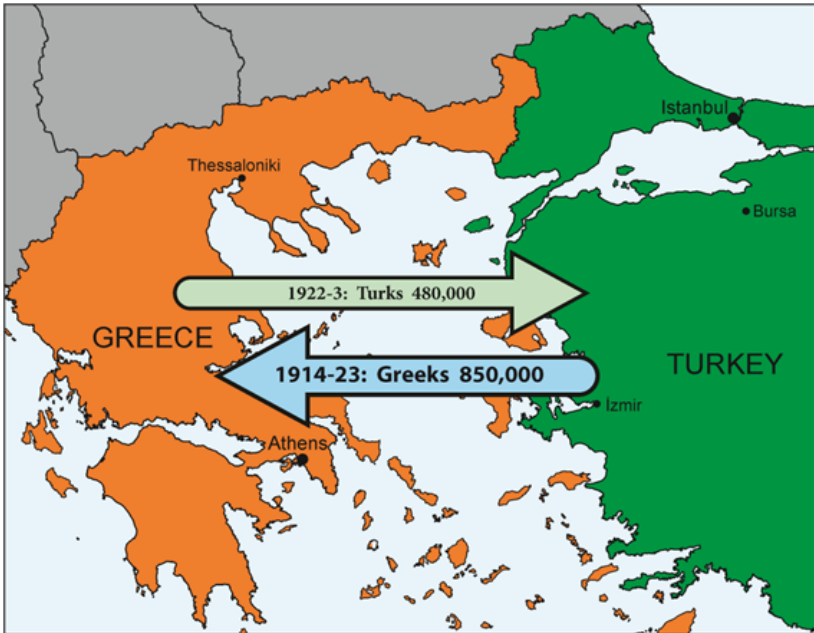 Istanbul
Thessaloniki
Bursa
1922-3: Turks 480,000
GREECE
1914-23: Greeks 850,000
TURKEY
İzmir
Athens